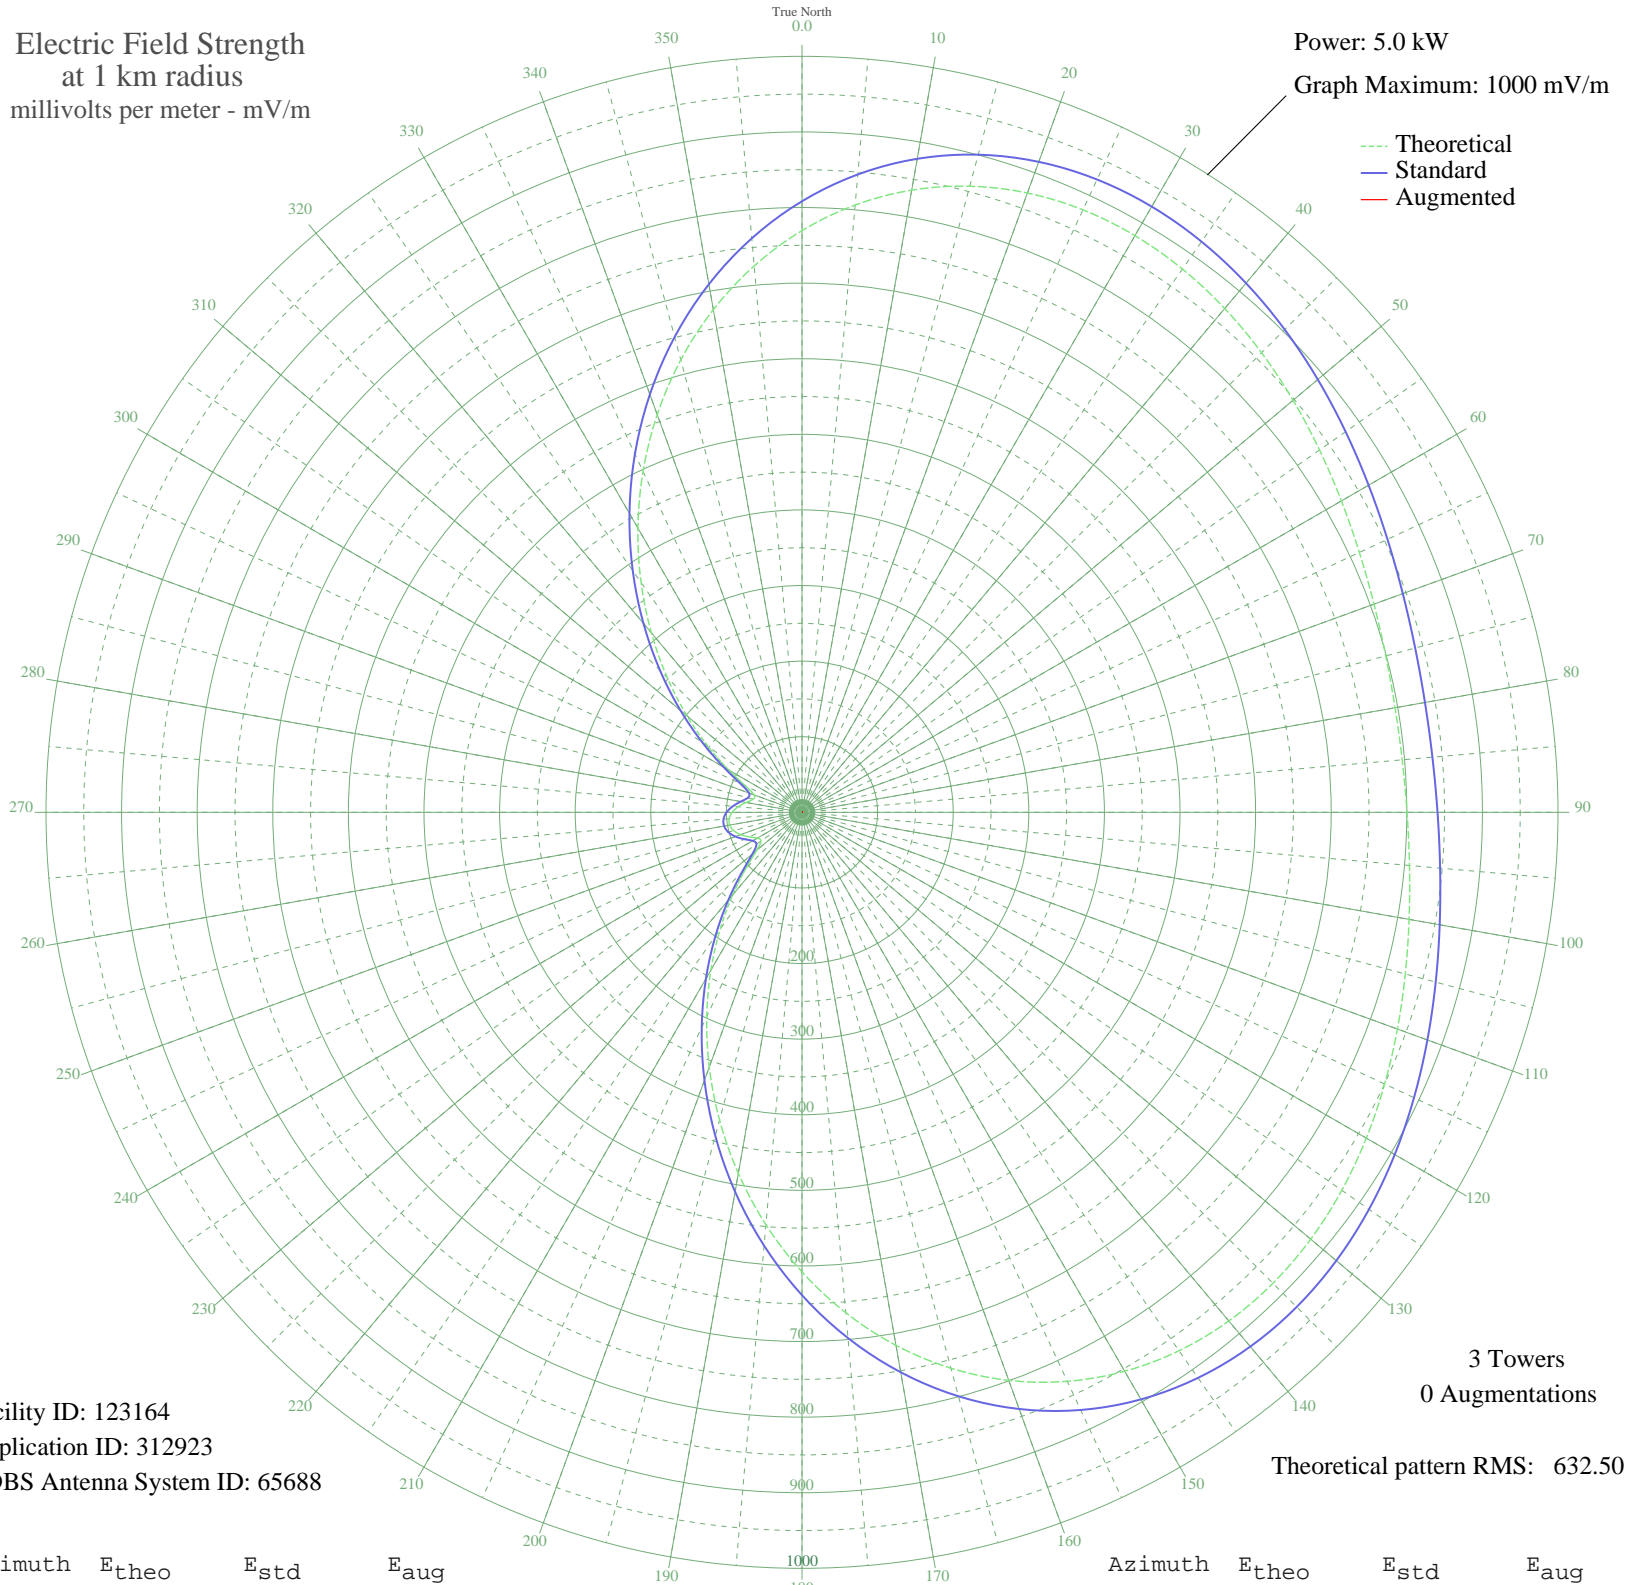 True North
0.0
Electric Field Strength
at 1 km radius
millivolts per meter - mV/m
Power: 5.0 kW
Graph Maximum: 1000 mV/m
Theoretical
Standard
Augmented
10
20
30
40
50
60
70
80
90
100
110
120
130
140
150
160
170
180
190
200
210
220
230
240
250
260
270
280
290
300
310
320
330
340
350
200
300
400
500
600
700
800
900
1000
3 Towers
0 Augmentations
Theoretical pattern RMS: 632.50
cility ID: 123164
plication ID: 312923
DBS Antenna System ID: 65688
imuth Etheo Estd Eaug
Azimuth Etheo Estd Eaug